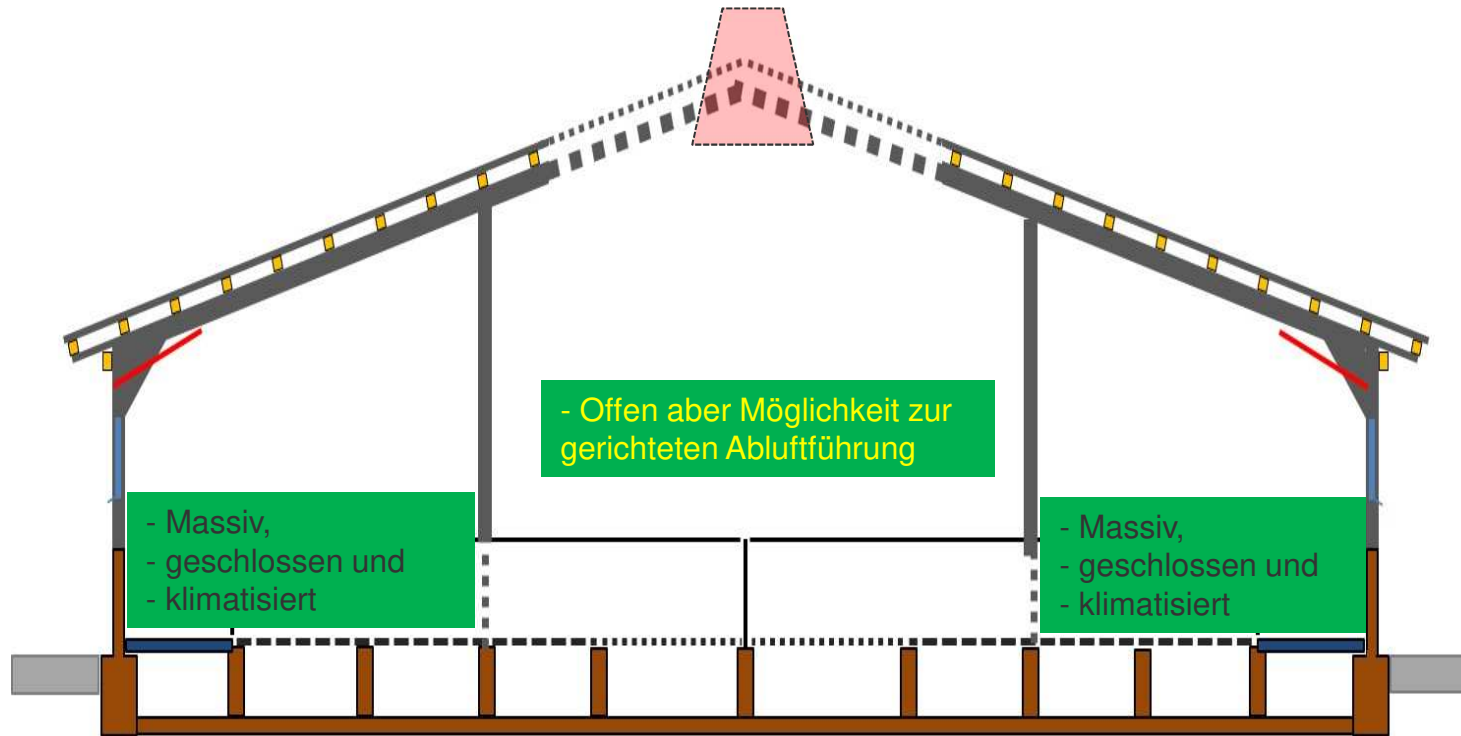 - Offen aber Möglichkeit zur
gerichteten Abluftführung
- Massiv,
- geschlossen und
- klimatisiert
- Massiv,
- geschlossen und
- klimatisiert